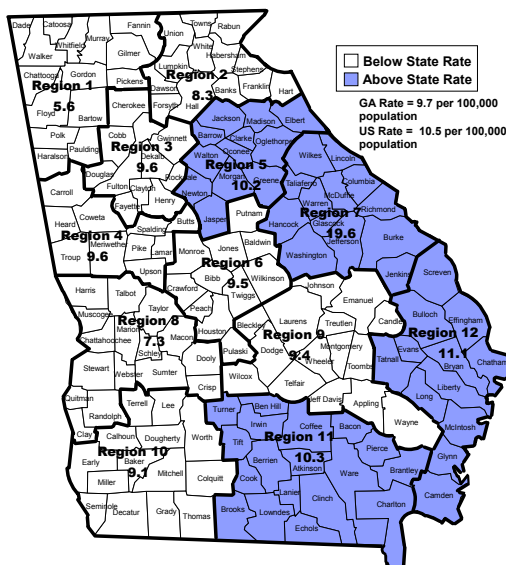 Dade
Catoosa
Fannin
Towns
Rabun
Union
Murray
Whitfield
White
Walker
Gilmer
Habersham
Lumpkin
Stephens
Chattooga
Gordon
Pickens
Region 2
Dawson
Banks
Franklin
Region 1
8.3
Hart
5.6
Forsyth
Hall
Floyd
Bartow
Cherokee
Jackson
Madison
Elbert
Polk
Cobb
Gwinnett
Barrow
Clarke
Paulding
Region 3
Oglethorpe
Haralson
Oconee
Dekalb
Walton
Wilkes
Lincoln
9.6
Region 5
Douglas
Rockdale
Morgan
Greene
Taliaferro
Columbia
Carroll
Fulton
Clayton
10.2
McDuffie
Newton
Warren
Fayette
Henry
Region 7
Richmond
Coweta
Jasper
Putnam
Hancock
Glascock
Heard
Spalding
Butts
Jefferson
Region 4
19.6
Burke
Meriwether
Pike
Lamar
Monroe
Jones
Baldwin
Washington
Troup
9.6
Region 6
Upson
Bibb
Wilkinson
Jenkins
Screven
Crawford
9.5
Harris
Talbot
Twiggs
Johnson
Peach
Emanuel
Taylor
Muscogee
Houston
Laurens
Bulloch
Effingham
Region 8
Bleckley
Treutlen
Candler
Marion
Macon
Region 9
Region 12
Chattahoochee
7.3
Pulaski
Dodge
Montgomery
Evans
11.1
Schley
Wheeler
Tattnall
Bryan
Chatham
Stewart
Webster
Sumter
Dooly
9.4
Toombs
Wilcox
Telfair
Liberty
Quitman
Crisp
Jeff Davis
Appling
Long
Randolph
Terrell
Lee
Turner
Ben Hill
Coffee
Bacon
Wayne
McIntosh
Clay
Calhoun
Dougherty
Worth
Irwin
Region 11
Pierce
Region 10
Tift
Glynn
Early
Baker
Berrien
10.3
Ware
Brantley
9.1
Mitchell
Colquitt
Atkinson
Miller
Cook
Lanier
Clinch
Camden
Seminole
Brooks
Charlton
Decatur
Grady
Thomas
Lowndes
Echols
Below State Rate
Above State Rate
GA Rate = 9.7 per 100,000
population
US Rate = 10.5 per 100,000
population